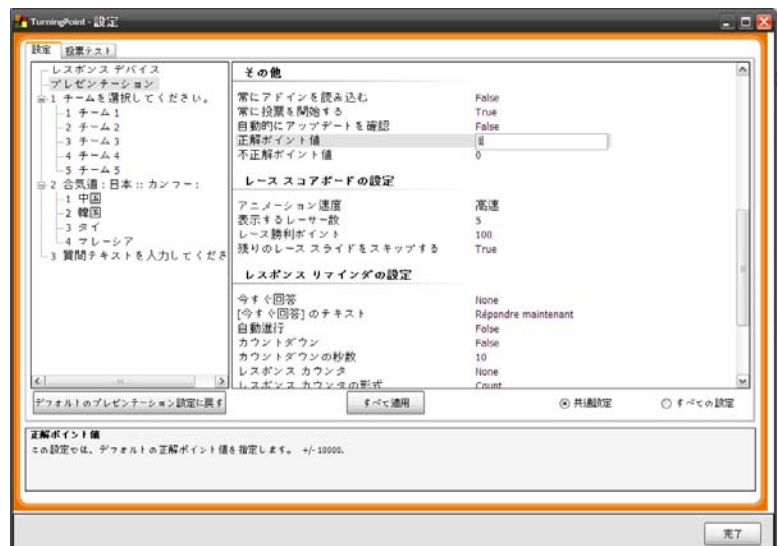 TurningPoint - 設定
設定
投票テスト
レスポンス デバイス
プレゼンテーション
1 チームを選択してください。
1 チーム 1
2 チーム 2
3 チーム 3
4 チーム 4
5 チーム 5
2 合気道 : 日本 :: カンフー :
1 中国
2 韓国
3 タイ
4 マレーシア
3 質問テキストを入力してくださ
その他
常にアドインを読み込む False
常に投票を開始する True
自動的にアップデートを確認 False
正解ポイント値 1
不正解ポイント値 0
レース スコアボードの設定
アニメーション速度 高速
表示するレーサー数 5
レース勝利ポイント 100
残りのレース スライドをスキップする True
レスポンス リマインダの設定
今すぐ回答 None
[今すぐ回答] のテキスト Répondre maintenant
自動進行 False
カウントダウン False
カウントダウンの秒数 10
レスポンス カウンタ None
レスポンス カウンタの形式 Count
デフォルトのプレゼンテーション設定に戻す
すべて適用
共通設定
すべての設定
正解ポイント値
この設定では、デフォルトの正解ポイント値を指定します。 +/- 10000.
完了